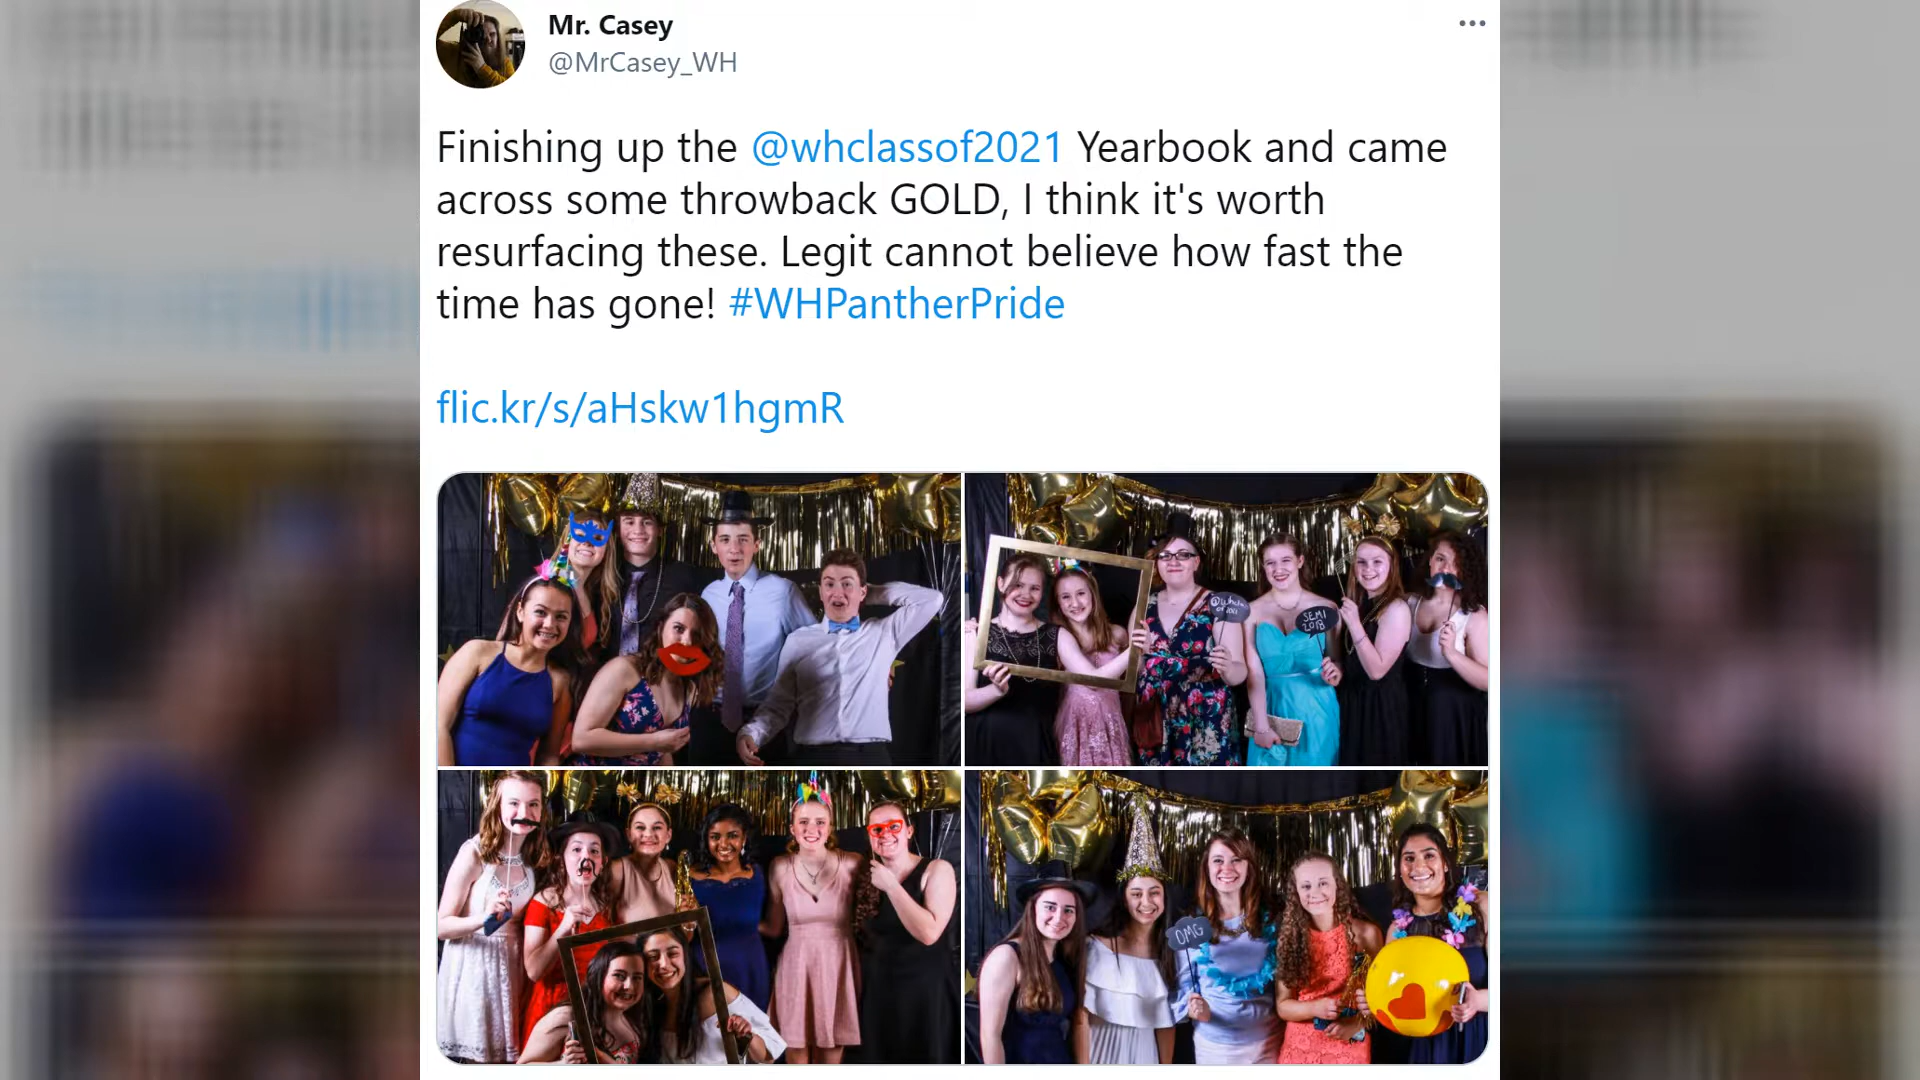 Mr. Casey
@MrCasey_WH
Finishing up the @whclassof2021 Yearbook and came
across some throwback GOLD, I think it's worth
resurfacing these. Legit cannot believe how fast the
time has gone! #WHPantherPride
flic.kr/s/aHskw1hgmR
SEMI
2018
OMG